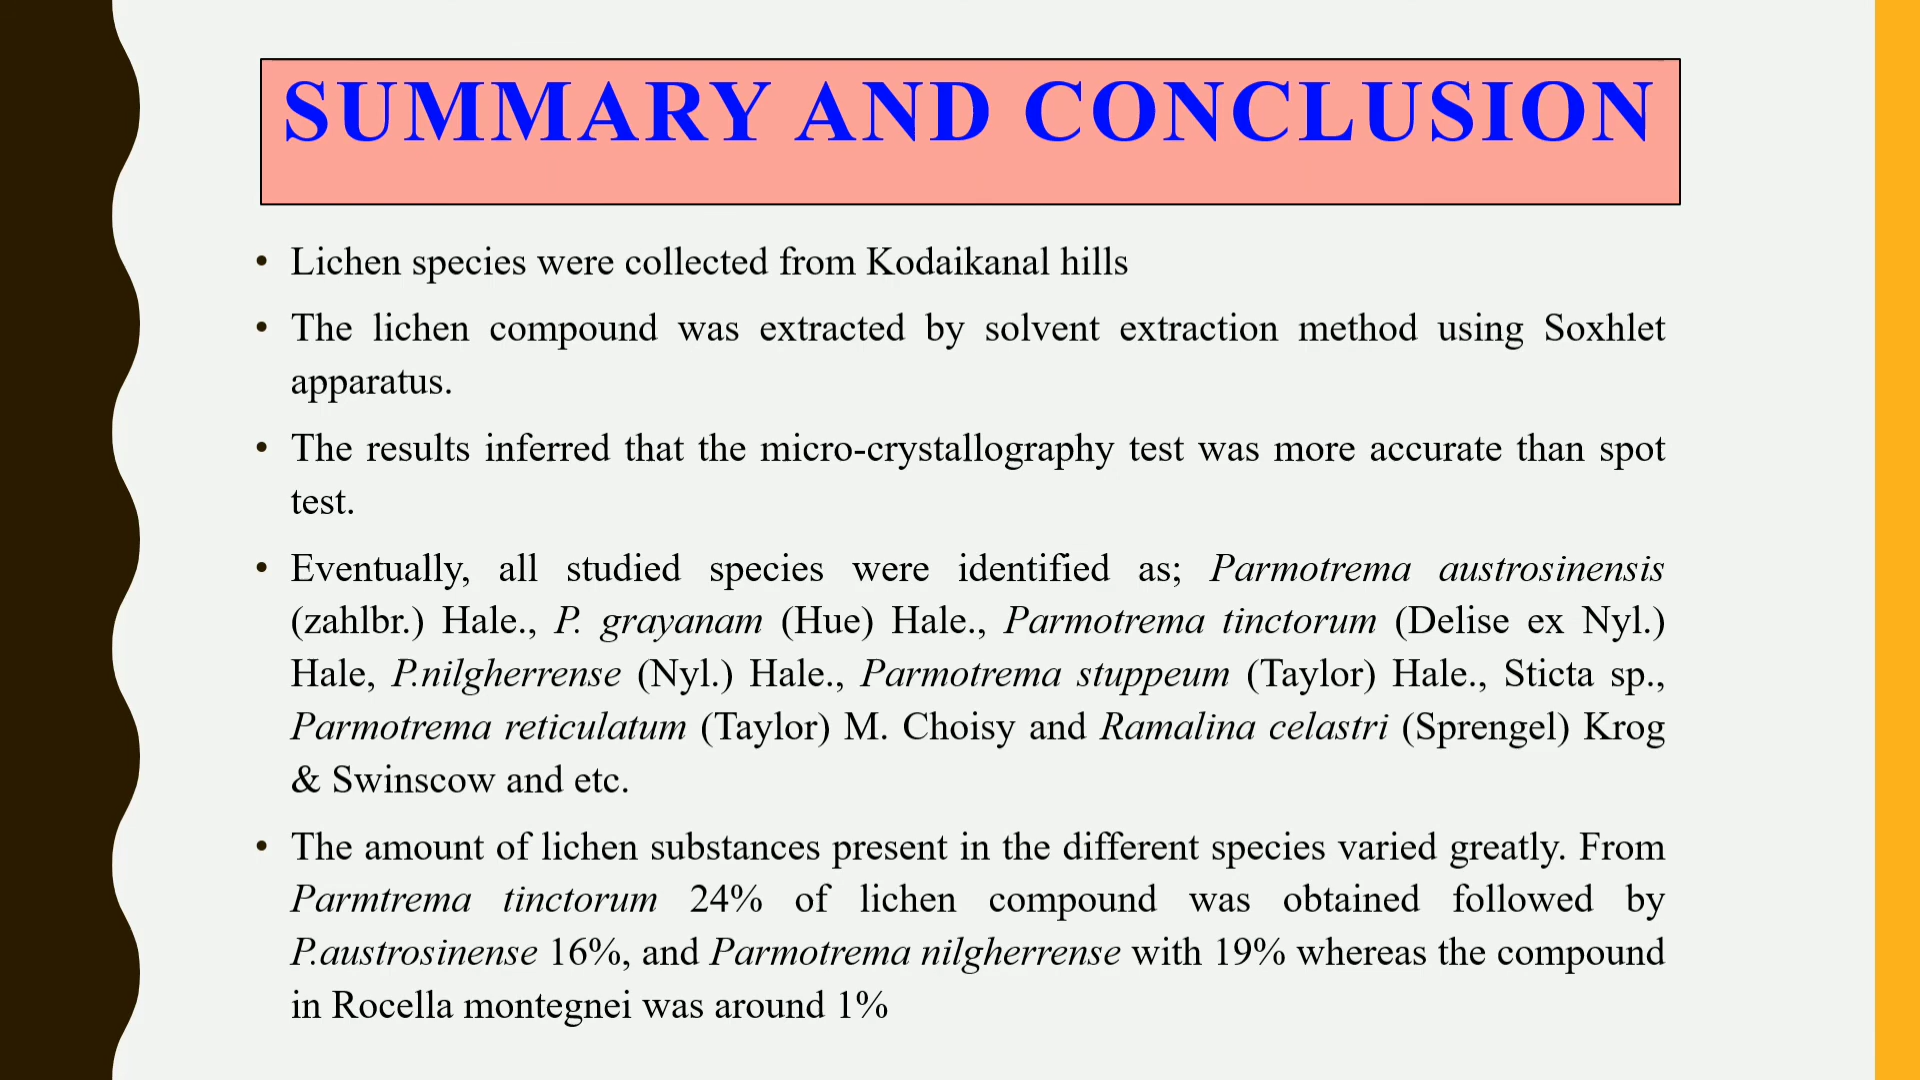 SUMMARY AND CONCLUSION
• Lichen species were collected from Kodaikanal hills
• The lichen compound was extracted by solvent extraction method using Soxhlet
apparatus.
• The results inferred that the micro-crystallography test was more accurate than spot
test.
• Eventually, all studied species were identified as; Parmotrema austrosinensis
(zahlbr.) Hale., P. grayanam (Hue) Hale., Parmotrema tinctorum (Delise ex Nyl.)
Hale, P.nilgherrense (Nyl.) Hale., Parmotrema stuppeum (Taylor) Hale., Sticta sp.,
Parmotrema reticulatum (Taylor) M. Choisy and Ramalina celastri (Sprengel) Krog
& Swinscow and etc.
• The amount of lichen substances present in the different species varied greatly. From
Parmtrema tinctorum 24% of lichen compound was obtained followed by
P.austrosinense 16%, and Parmotrema nilgherrense with 19% whereas the compound
in Rocella montegnei was around 1%